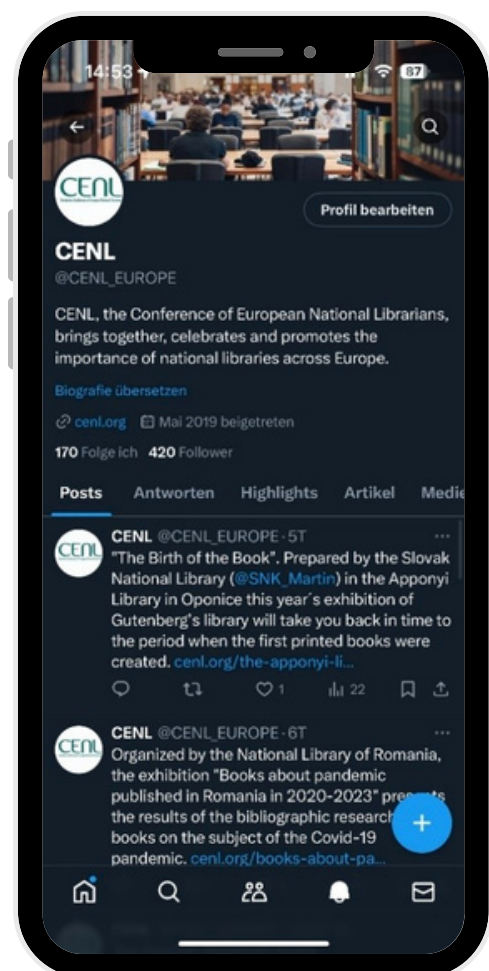 14:53
87
CENL
Profil bearbeiten
CENL
@CENL_EUROPE
CENL, the Conference of European National Librarians,
brings together, celebrates and promotes the
importance of national libraries across Europe.
Biografie übersetzen
cenl.org Mai 2019 beigetreten
170 Folge ich 420 Follower
Posts Antworten Highlights Artikel Medie
CENL
CENL @CENL_EUROPE · 5T
"The Birth of the Book". Prepared by the Slovak
National Library (@SNK_Martin) in the Apponyi
Library in Oponice this year´s exhibition of
Gutenberg's library will take you back in time to
the period when the first printed books were
created. cenl.org/the-apponyi-li...
1 22
CENL
CENL @CENL_EUROPE · 6T
Organized by the National Library of Romania,
the exhibition "Books about pandemic
published in Romania in 2020-2023"
the results of the bibliographic research
books on the subject of the Covid-19
pandemic. cenl.org/books-about-pa...